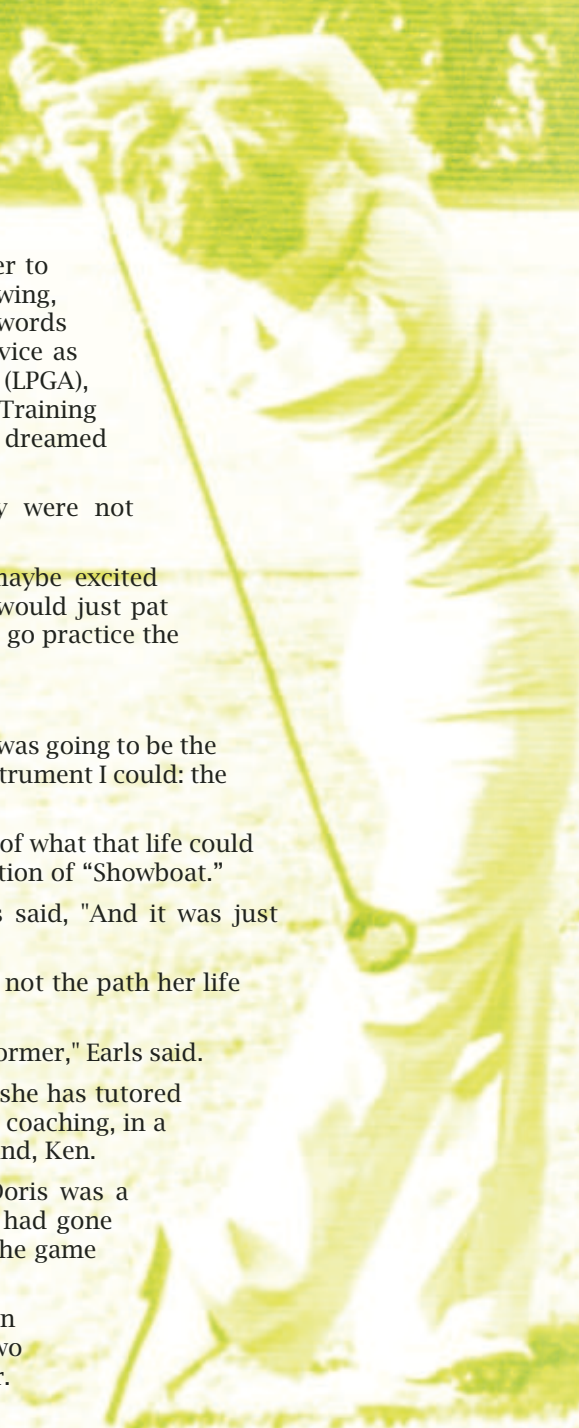 er to
wing,
words
vice as
(LPGA),
Training
dreamed
y were not
maybe excited
would just pat
go practice the
was going to be the
trument I could: the
of what that life could
tion of “Showboat.”
s said, "And it was just
not the path her life
ormer," Earls said.
she has tutored
coaching, in a
nd, Ken.
Doris was a
had gone
he game
n
wo
r.